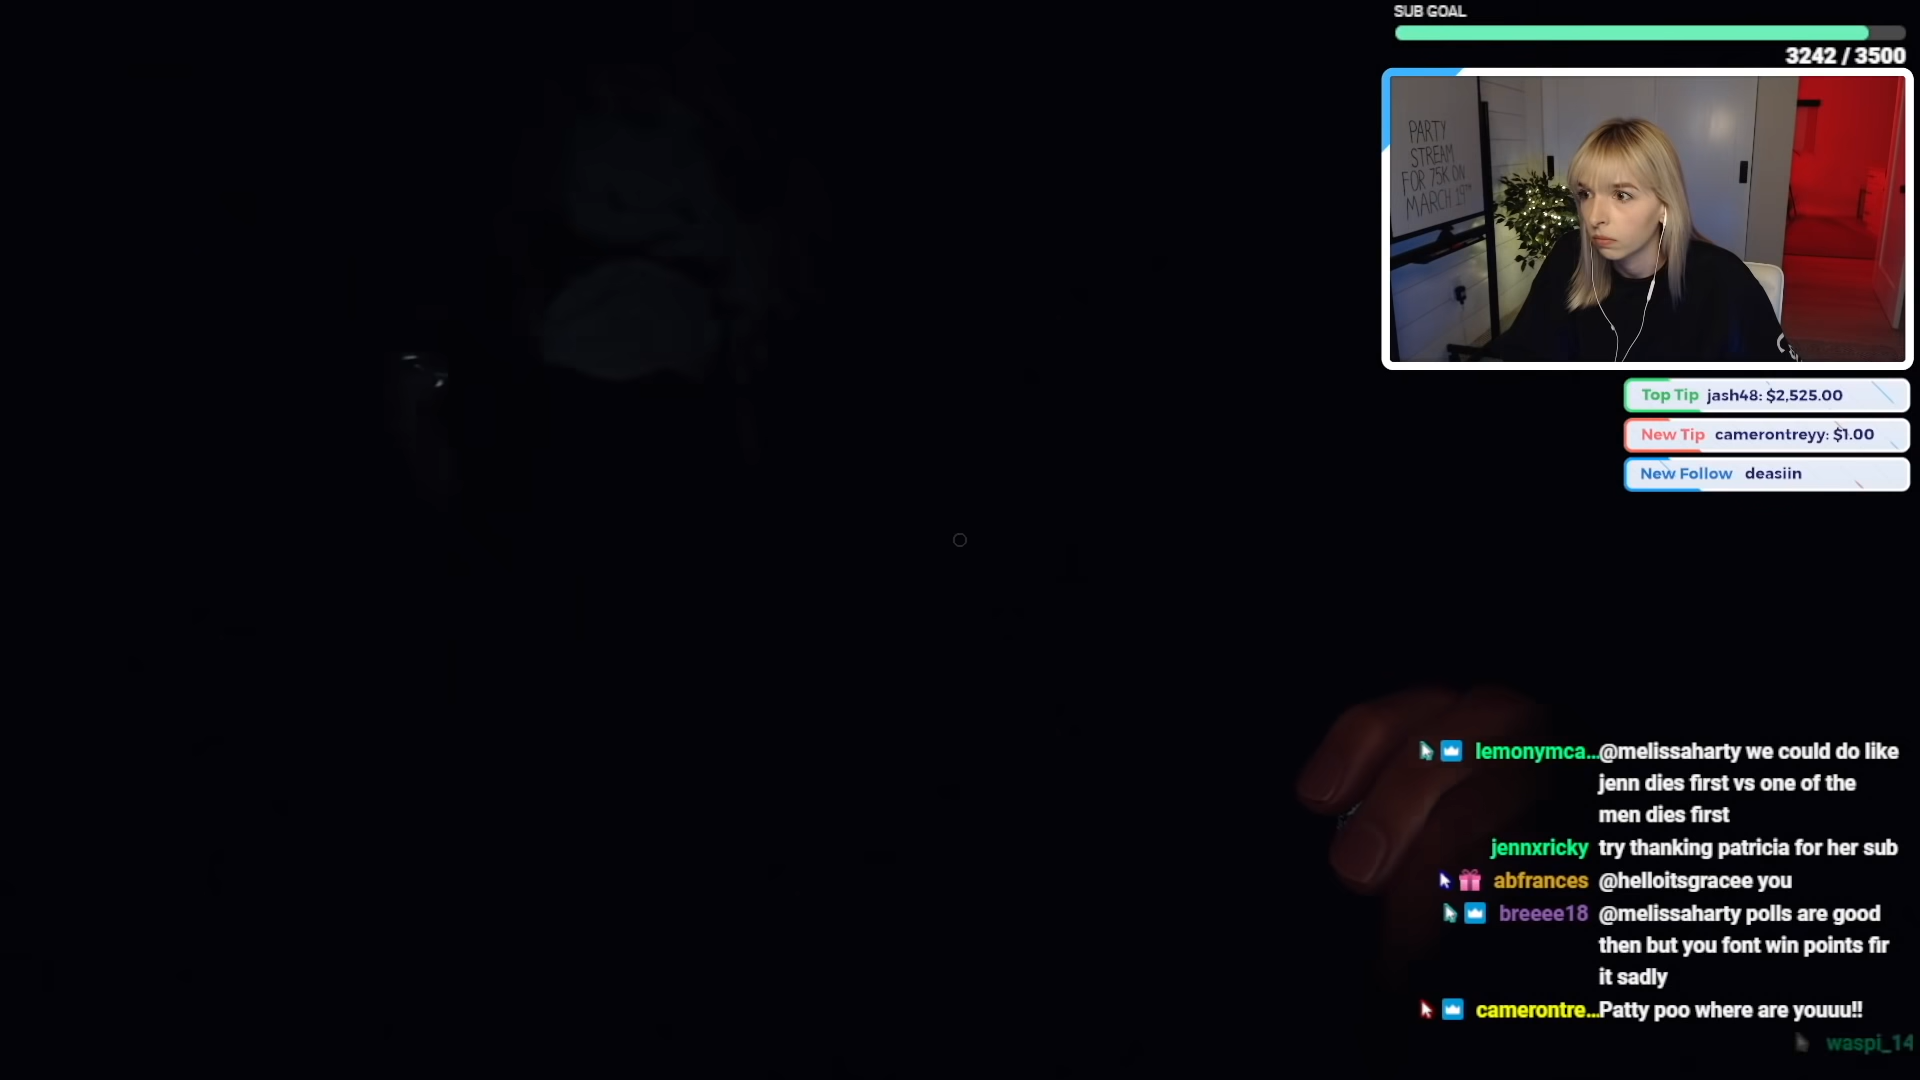 SUB GOAL
3242 / 3500
PARTY
STREAM
FOR 75K ON
MARCH 19TH
Top Tip jash48: $2,525.00
New Tip camerontreyy: $1.00
New Follow deasiin
lemonymca... @melissaharty we could do like
jenn dies first vs one of the
men dies first
jennxricky try thanking patricia for her sub
abfrances @helloitsgracee you
breeee18 @melissaharty polls are good
then but you font win points fir
it sadly
camerontre... Patty poo where are youuu!!
waspi_14